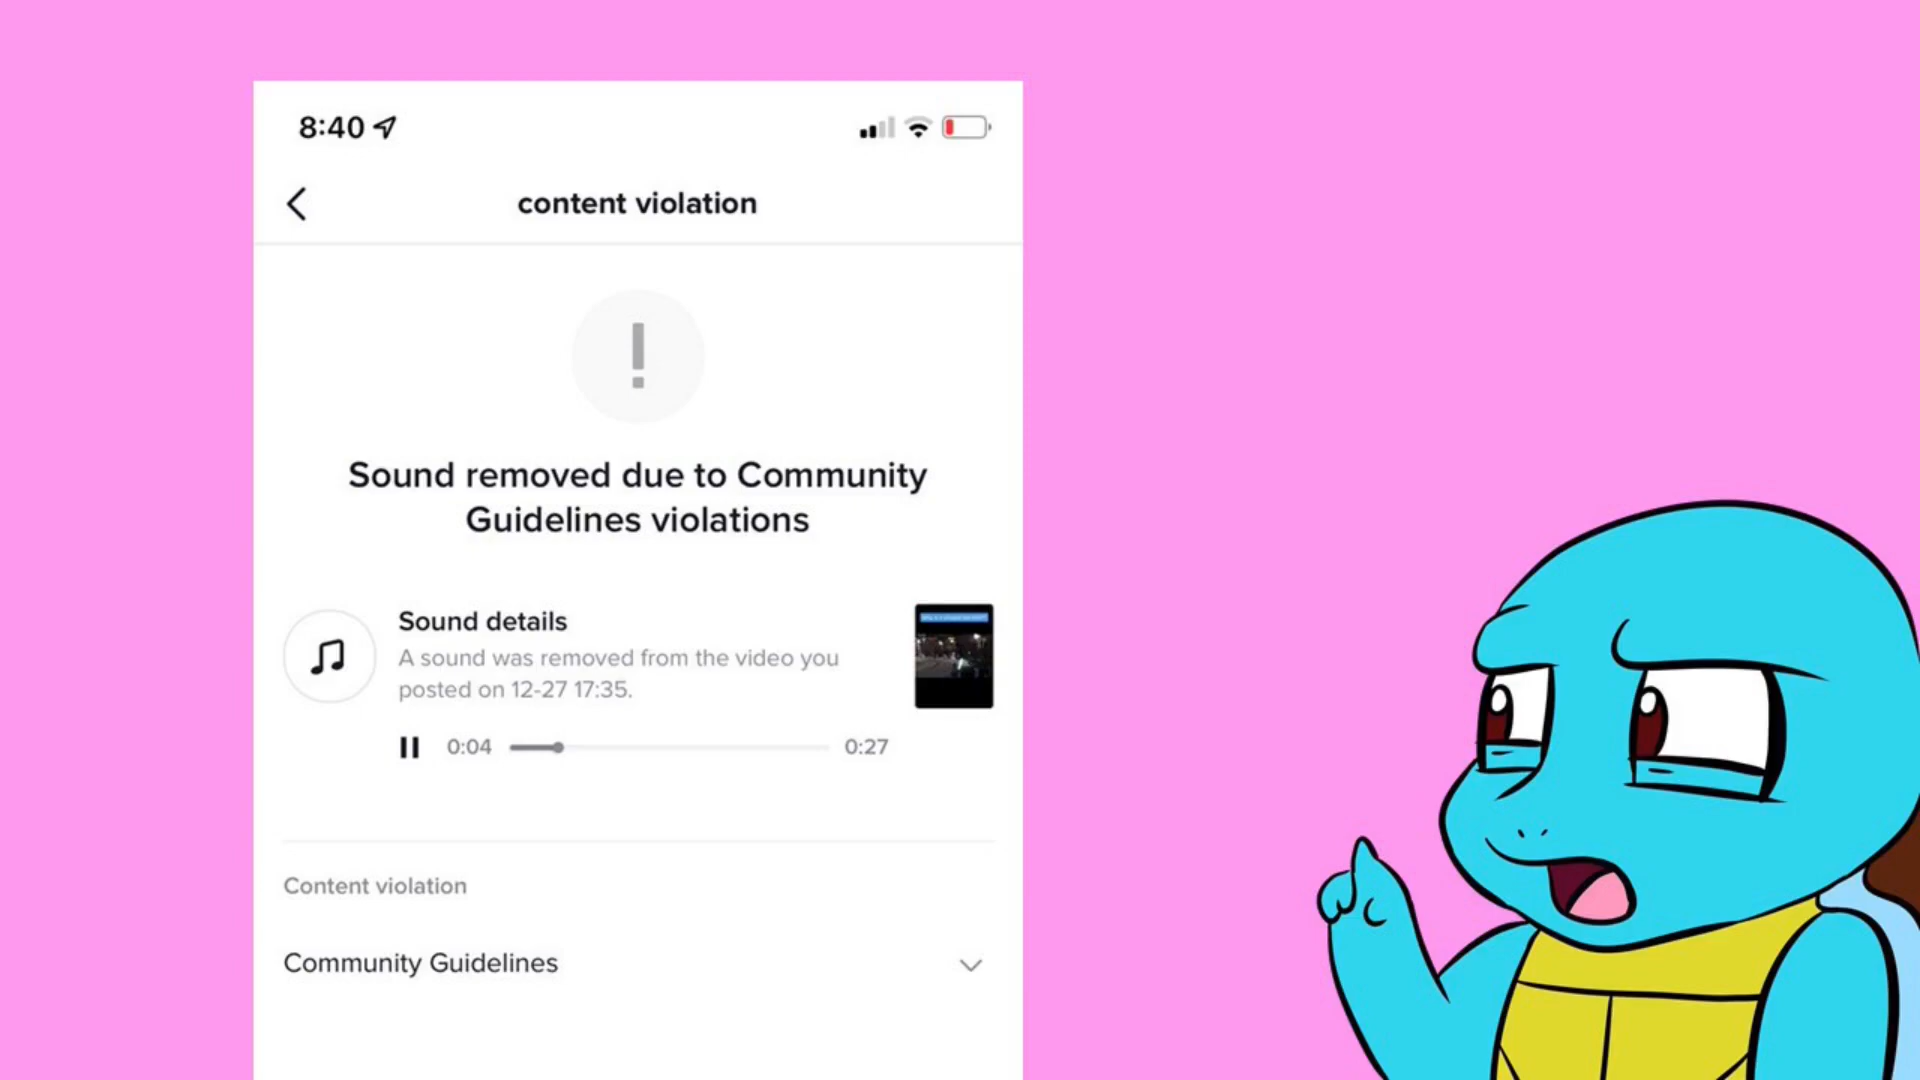 8:40
content violation
Sound removed due to Community
Guidelines violations
Sound details
A sound was removed from the video you
posted on 12-27 17:35.
0:04
0:27
Content violation
Community Guidelines